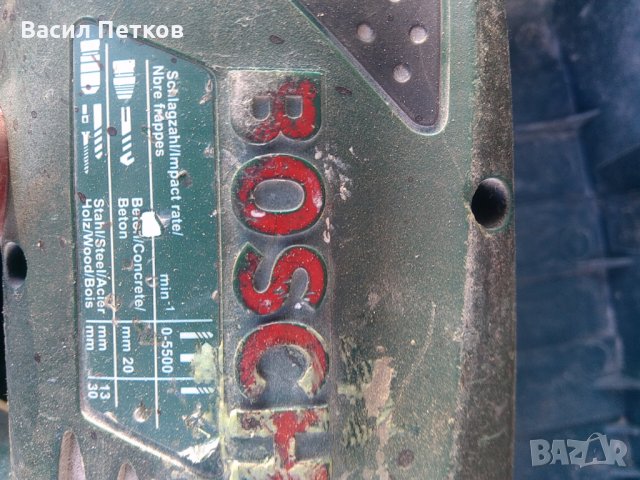 Васил Петков
BOSCH
Schlagzahl/Impact rate/
Nbre frappes min-1 0-5500
Beton/Concrete/
Beton mm 20
Stahl/Steel/Acier mm 13
Holz/Wood/Bois mm 30
BAZAR